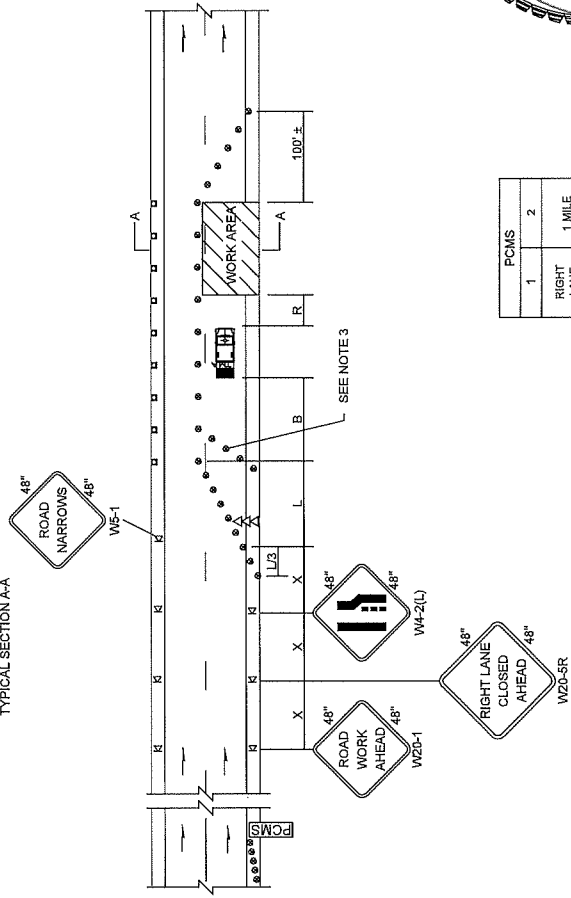 TYPICAL SECTION A-A
48"
ROAD
NARROWS
48"
W5-1
A
A
WORK AREA
100' ±
R
SEE NOTE 3
B
L
L/3
X
X
X
PCMS
48"
48"
W4-2(L)
48"
RIGHT LANE
CLOSED
AHEAD
48"
W20-5R
48"
ROAD
WORK
AHEAD
48"
W20-1
PCMS
1
2
RIGHT
1 MILE